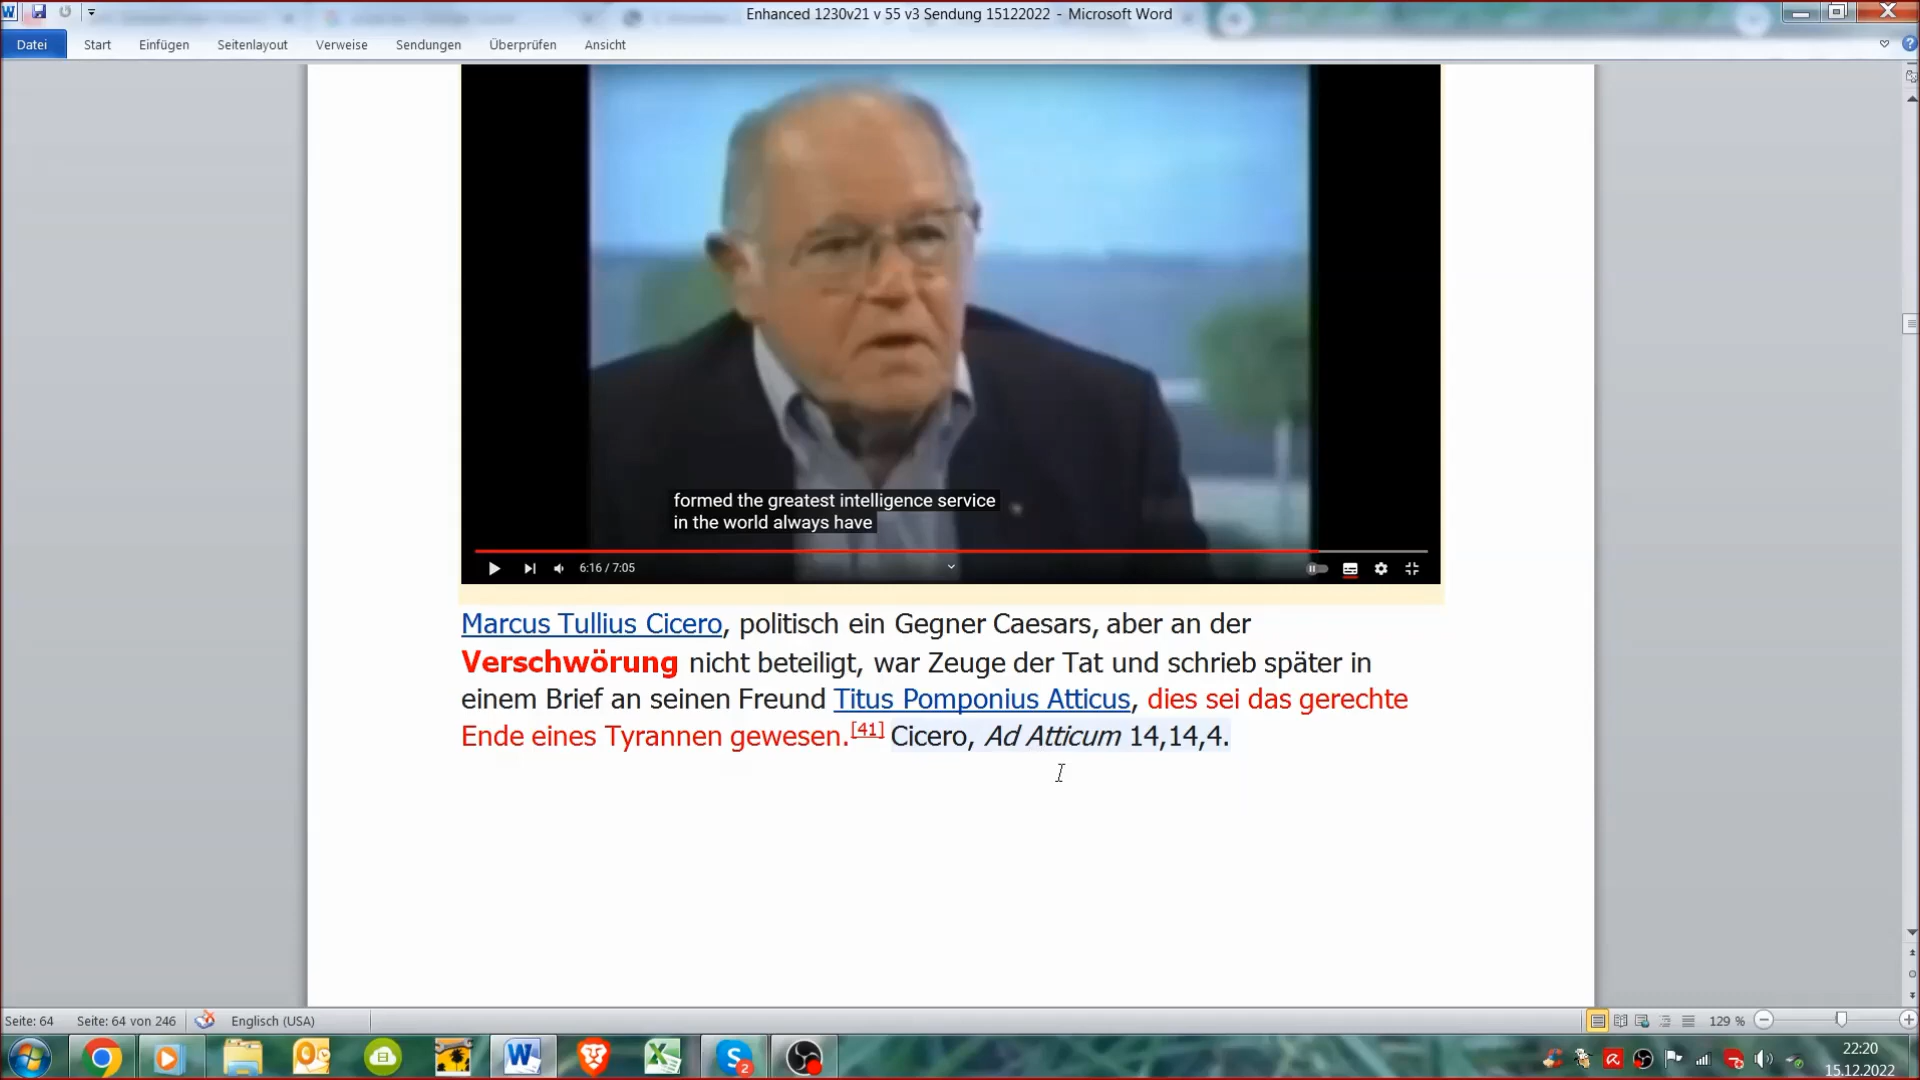 Enhanced 1230v21 v 55 v3 Sendung 15122022 - Microsoft Word
Datei Start Einfügen Seitenlayout Verweise Sendungen Überprüfen Ansicht
formed the greatest intelligence service
in the world always have
6:16 / 7:05
Marcus Tullius Cicero, politisch ein Gegner Caesars, aber an der
Verschwörung nicht beteiligt, war Zeuge der Tat und schrieb später in
einem Brief an seinen Freund Titus Pomponius Atticus, dies sei das gerechte
Ende eines Tyrannen gewesen.[41] Cicero, Ad Atticum 14,14,4.
Seite: 64 Seite: 64 von 246 Englisch (USA) 129 %
22:20
15.12.2022